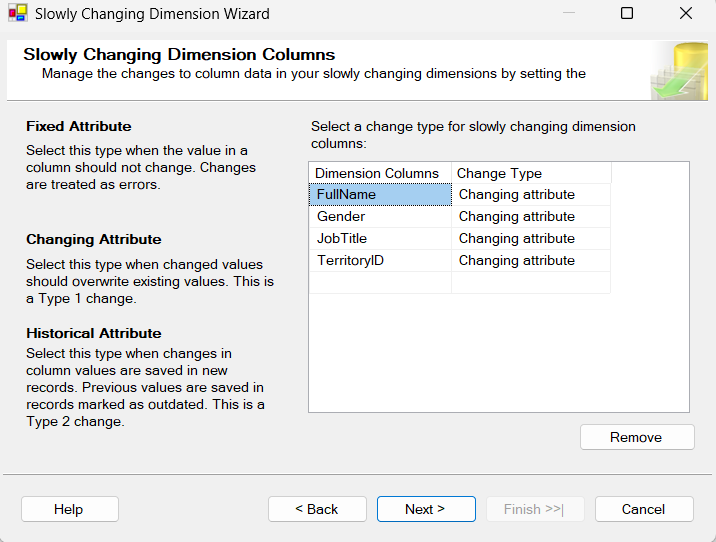 Slowly Changing Dimension Wizard
Slowly Changing Dimension Columns
Manage the changes to column data in your slowly changing dimensions by setting the
Fixed Attribute
Select this type when the value in a
column should not change. Changes
are treated as errors.
Changing Attribute
Select this type when changed values
should overwrite existing values. This is
a Type 1 change.
Historical Attribute
Select this type when changes in
column values are saved in new
records. Previous values are saved in
records marked as outdated. This is a
Type 2 change.
Select a change type for slowly changing dimension
columns:
Dimension Columns Change Type
FullName Changing attribute
Gender Changing attribute
JobTitle Changing attribute
TerritoryID Changing attribute
Remove
Help < Back Next > Finish >>| Cancel